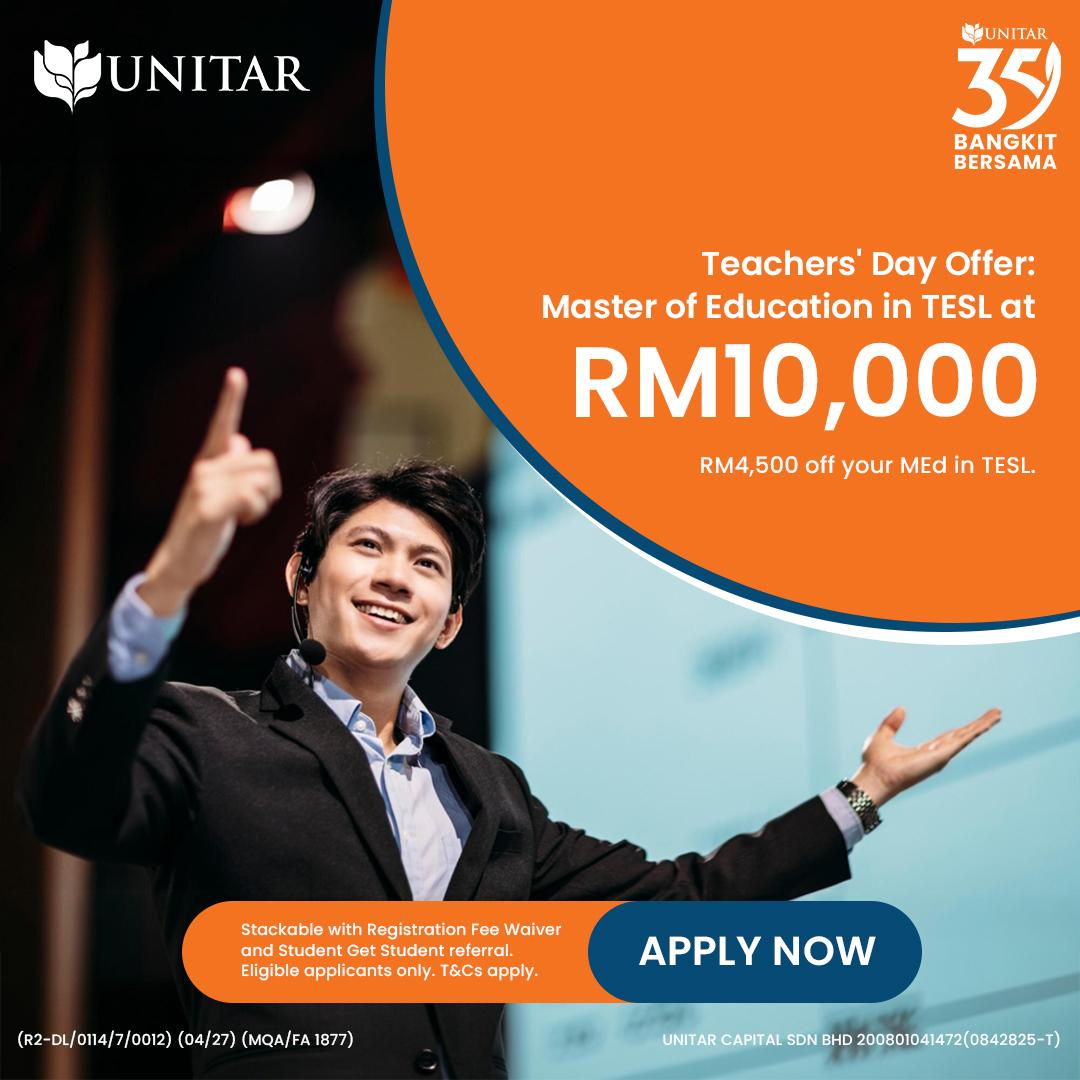 UNITAR
UNITAR
35
BANGKIT
BERSAMA
Teachers' Day Offer:
Master of Education in TESL at
RM10,000
RM4,500 off your MEd in TESL.
Stackable with Registration Fee Waiver
and Student Get Student referral.
Eligible applicants only. T&Cs apply.
APPLY NOW
(R2-DL/0114/7/0012) (04/27) (MQA/FA 1877)
UNITAR CAPITAL SDN BHD 200801041472(0842825-T)